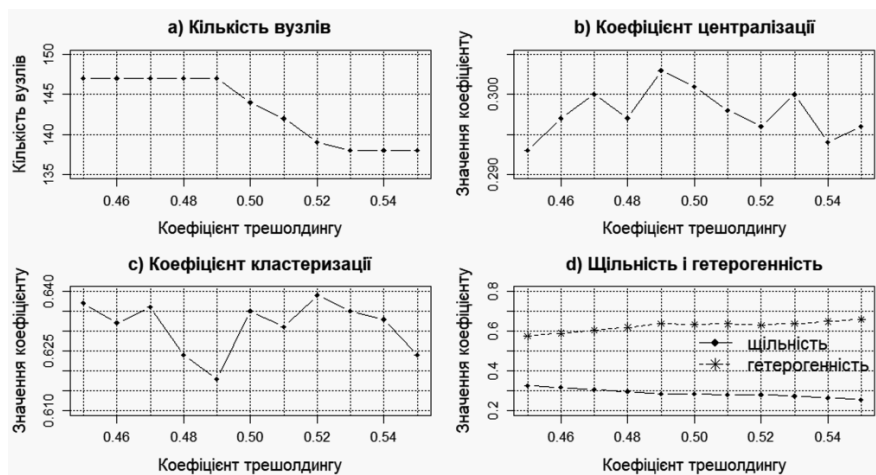 а) Кількість вузлів
Кількість вузлів
150
145
140
135
0.46 0.48 0.50 0.52 0.54
Коефіцієнт трешолдингу
b) Коефіцієнт централізації
Значення коефіцієнту
0.300
0.290
0.46 0.48 0.50 0.52 0.54
Коефіцієнт трешолдингу
c) Коефіцієнт кластеризації
Значення коефіцієнту
0.640
0.625
0.610
0.46 0.48 0.50 0.52 0.54
Коефіцієнт трешолдингу
d) Щільність і гетерогенність
Значення коефіцієнту
0.8
0.6
0.4
0.2
щільність
гетерогенність
0.46 0.48 0.50 0.52 0.54
Коефіцієнт трешолдингу